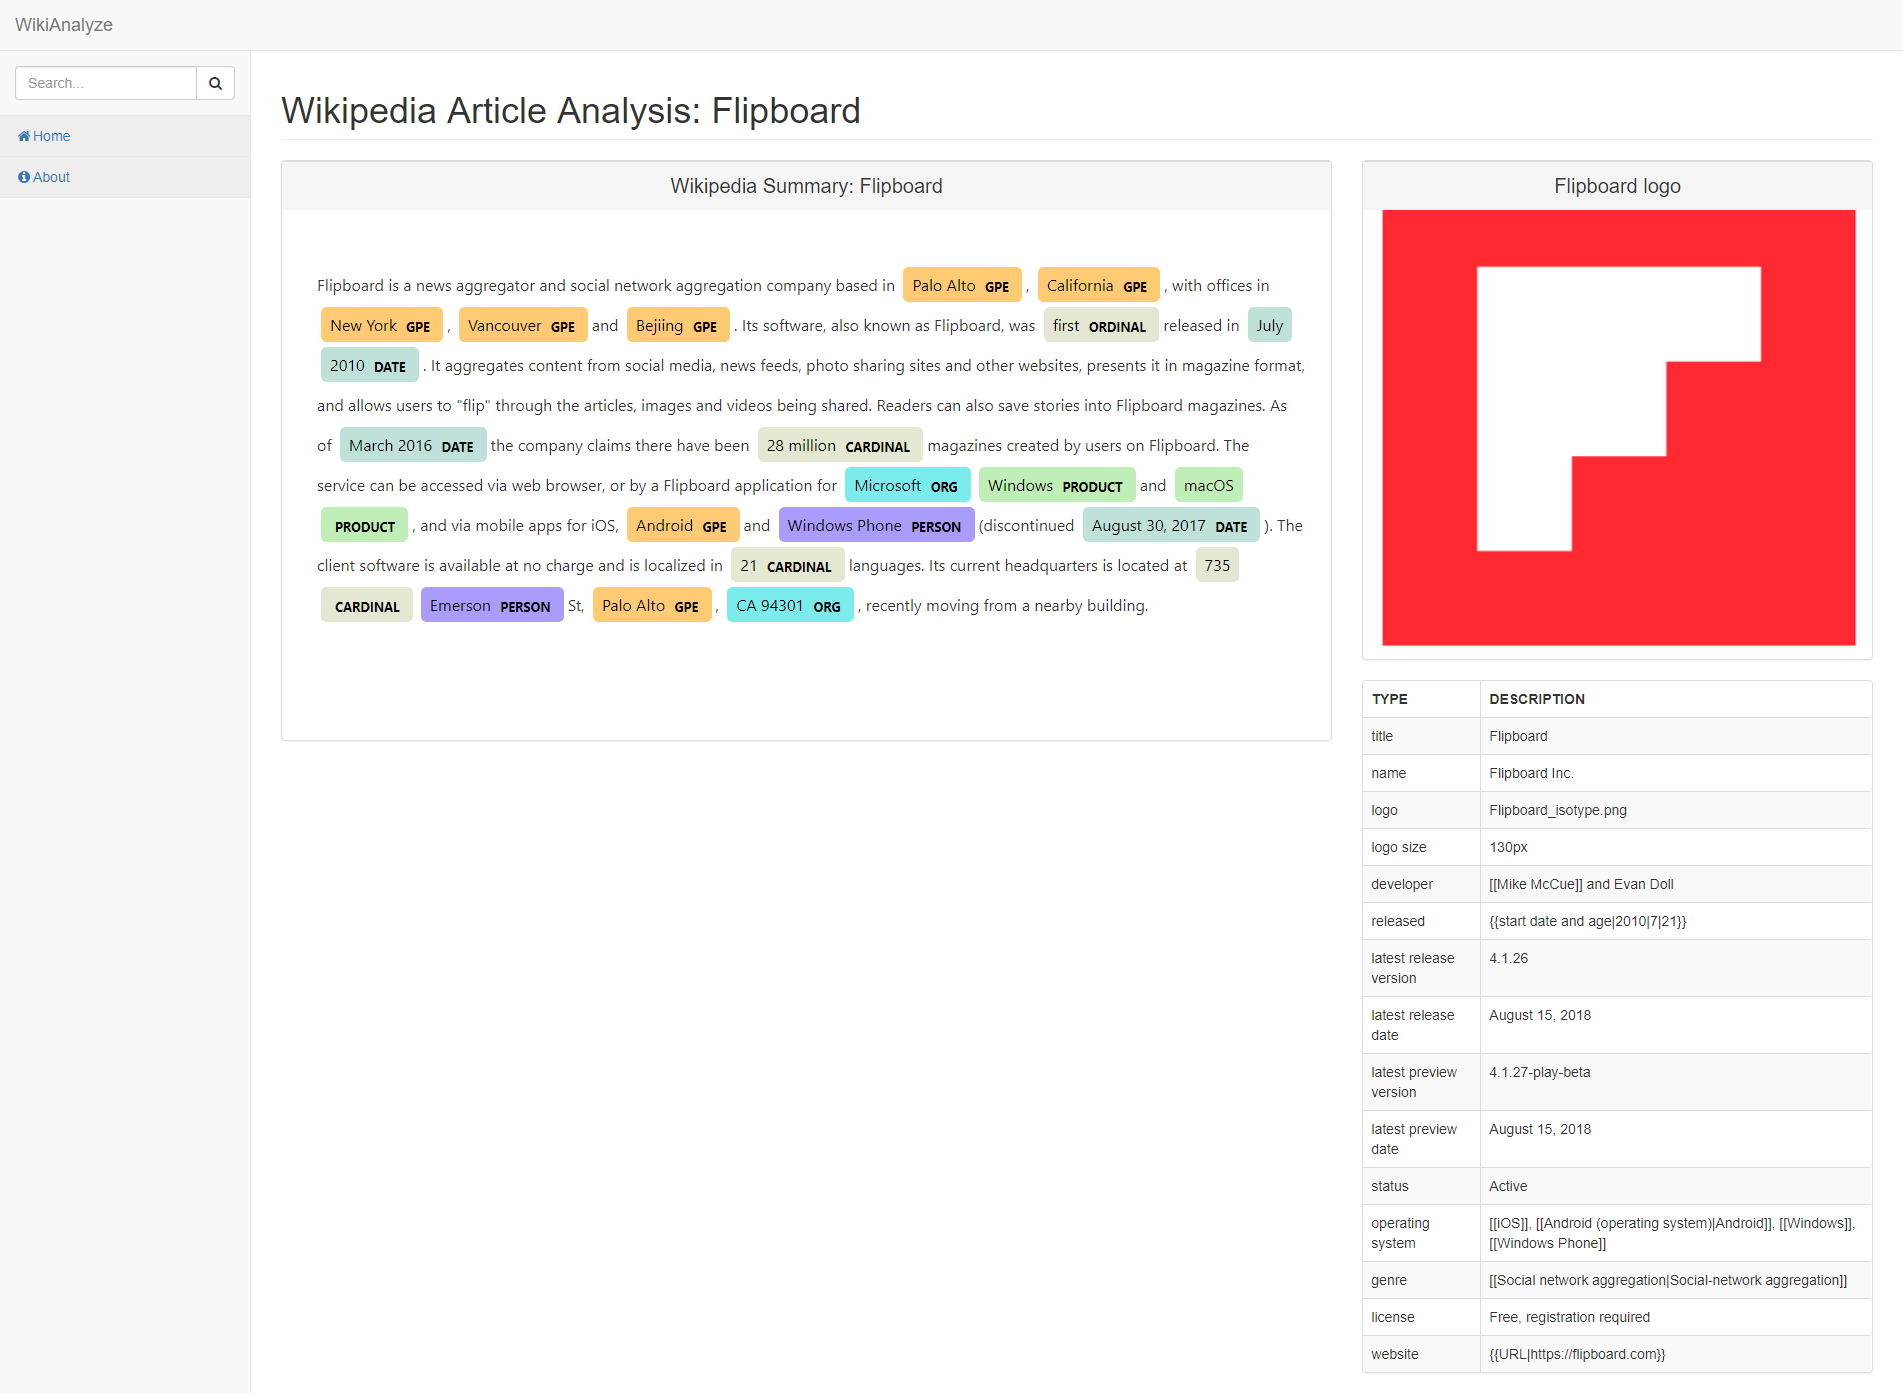 WikiAnalyze
Search...
Home
About
Wikipedia Article Analysis: Flipboard
Wikipedia Summary: Flipboard
Flipboard is a news aggregator and social network aggregation company based in Palo Alto GPE , California GPE , with offices in
New York GPE , Vancouver GPE and Bejiing GPE . Its software, also known as Flipboard, was first ORDINAL released in July
2010 DATE . It aggregates content from social media, news feeds, photo sharing sites and other websites, presents it in magazine format,
and allows users to "flip" through the articles, images and videos being shared. Readers can also save stories into Flipboard magazines. As
of March 2016 DATE the company claims there have been 28 million CARDINAL magazines created by users on Flipboard. The
service can be accessed via web browser, or by a Flipboard application for Microsoft ORG Windows PRODUCT and macOS
PRODUCT , and via mobile apps for iOS, Android GPE and Windows Phone PERSON (discontinued August 30, 2017 DATE ). The
client software is available at no charge and is localized in 21 CARDINAL languages. Its current headquarters is located at 735
CARDINAL Emerson PERSON St, Palo Alto GPE , CA 94301 ORG , recently moving from a nearby building.
Flipboard logo
TYPE DESCRIPTION
title Flipboard
name Flipboard Inc.
logo Flipboard_isotype.png
logo size 130px
developer [[Mike McCue]] and Evan Doll
released {{start date and age|2010|7|21}}
latest release 4.1.26
version
latest release August 15, 2018
date
latest preview 4.1.27-play-beta
version
latest preview August 15, 2018
date
status Active
operating [[iOS]], [[Android (operating system)|Android]], [[Windows]],
system [[Windows Phone]]
genre [[Social network aggregation|Social-network aggregation]]
license Free, registration required
website {{URL|https://flipboard.com}}